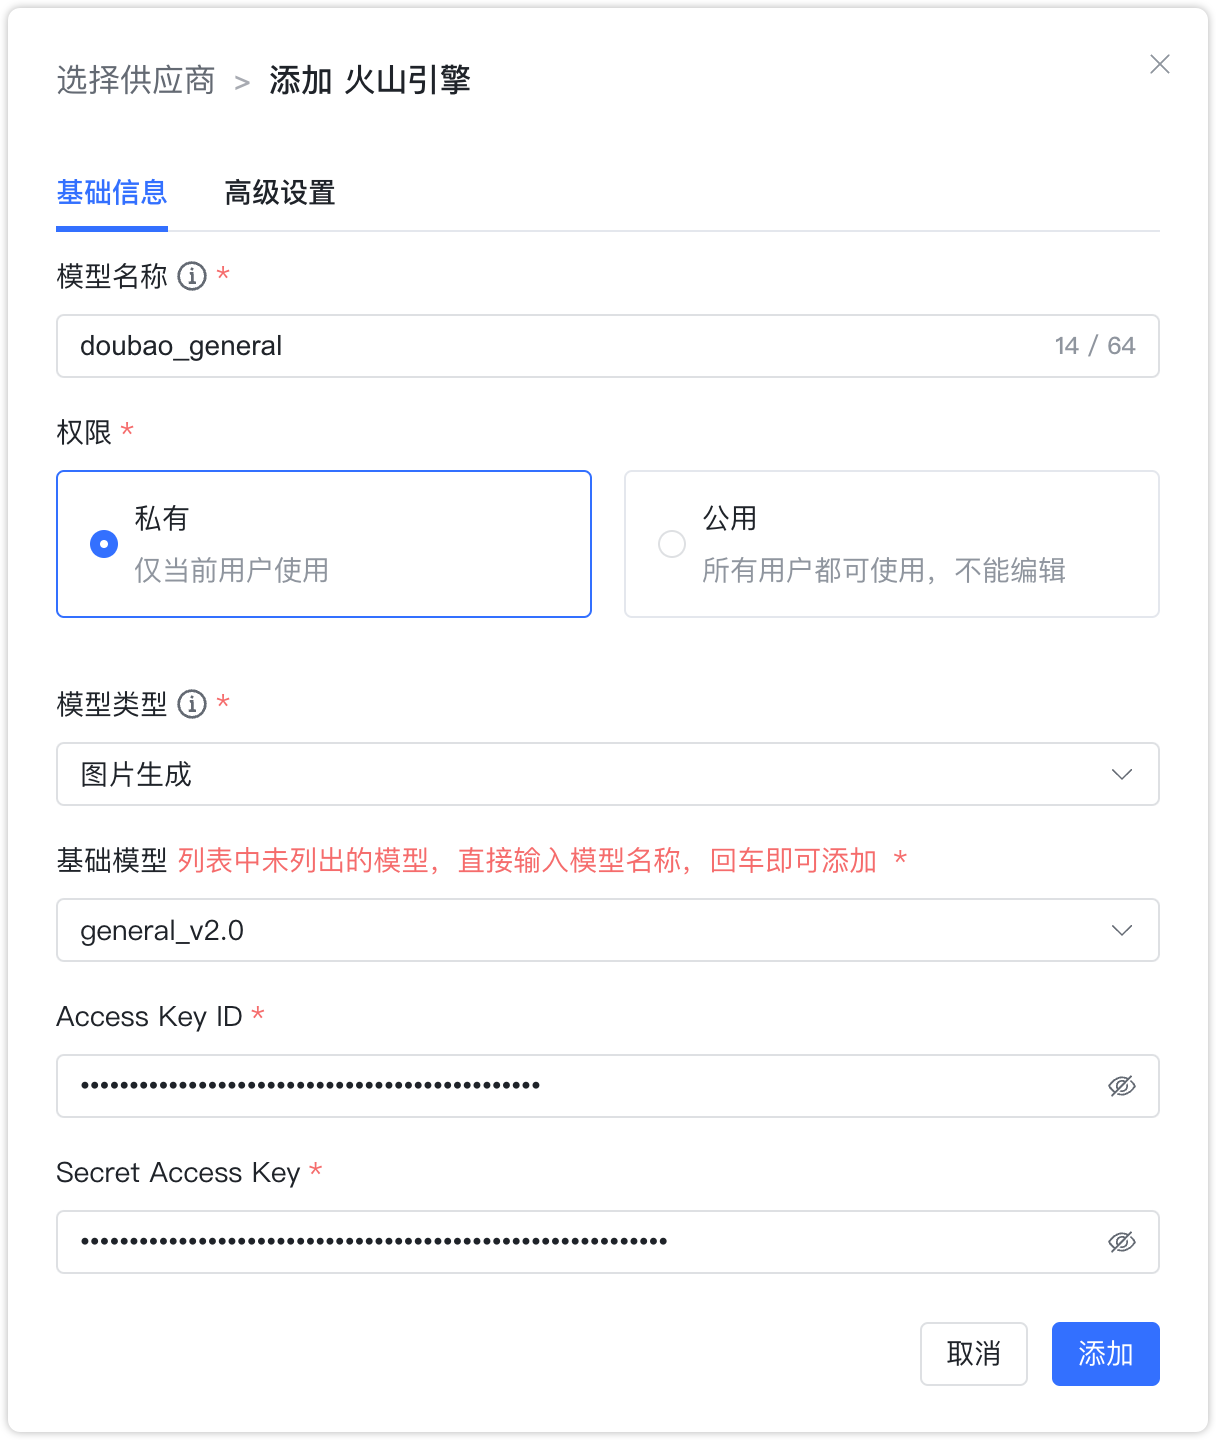 选择供应商 > 添加 火山引擎
基础信息 高级设置
模型名称 *
doubao_general 14 / 64
权限 *
私有
仅当前用户使用
公用
所有用户都可使用，不能编辑
模型类型 *
图片生成
基础模型 列表中未列出的模型，直接输入模型名称，回车即可添加 *
general_v2.0
Access Key ID *
Secret Access Key *
取消 添加